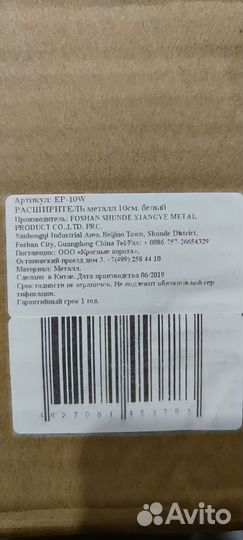 Артикул: EP-10W
РАСШИРИТЕЛЬ металл 10см. белый
Производитель: FOSHAN SHUNDE XIANGYE METAL
PRODUCT CO.,LTD. PRC.
Sanhongqi Industrial Area, Beijiao Town, Shunde District,
Foshan City, Guangdong China Tel/Fax: + 0086-757-26654329
Поставщик: ООО «Красные ворота».
Остаповский проезд дом 3. +7(499) 258 44 10
Материал: Металл.
Сделано в Китае. Дата производства 06/2019
Срок годности не ограничен. Не подлежит обязательной сер
тификации.
Гарантийный срок 1 год.
Avito